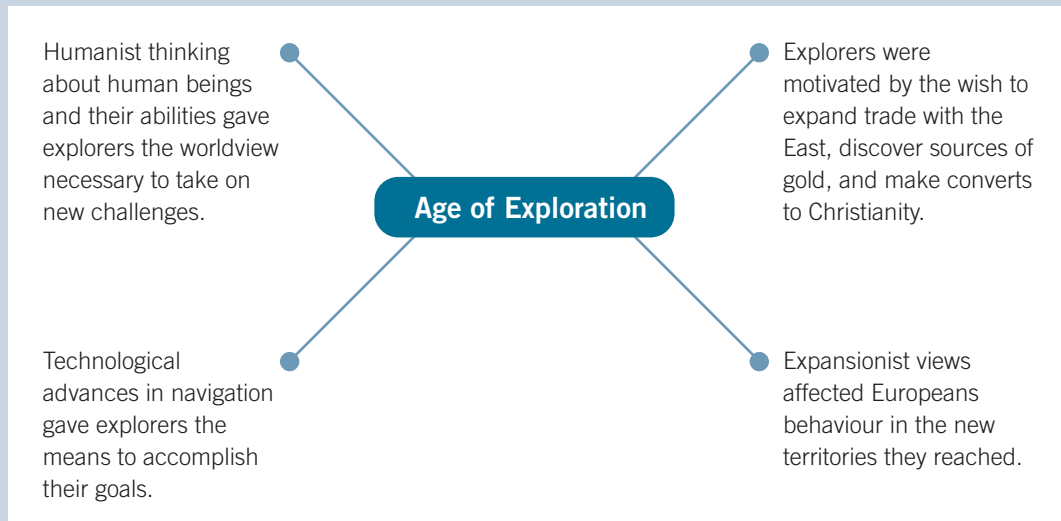 Humanist thinking
about human beings
and their abilities gave
explorers the worldview
necessary to take on
new challenges.
Explorers were
motivated by the wish to
expand trade with the
East, discover sources of
gold, and make converts
to Christianity.
Age of Exploration
Technological
advances in navigation
gave explorers the
means to accomplish
their goals.
Expansionist views
affected Europeans
behaviour in the new
territories they reached.